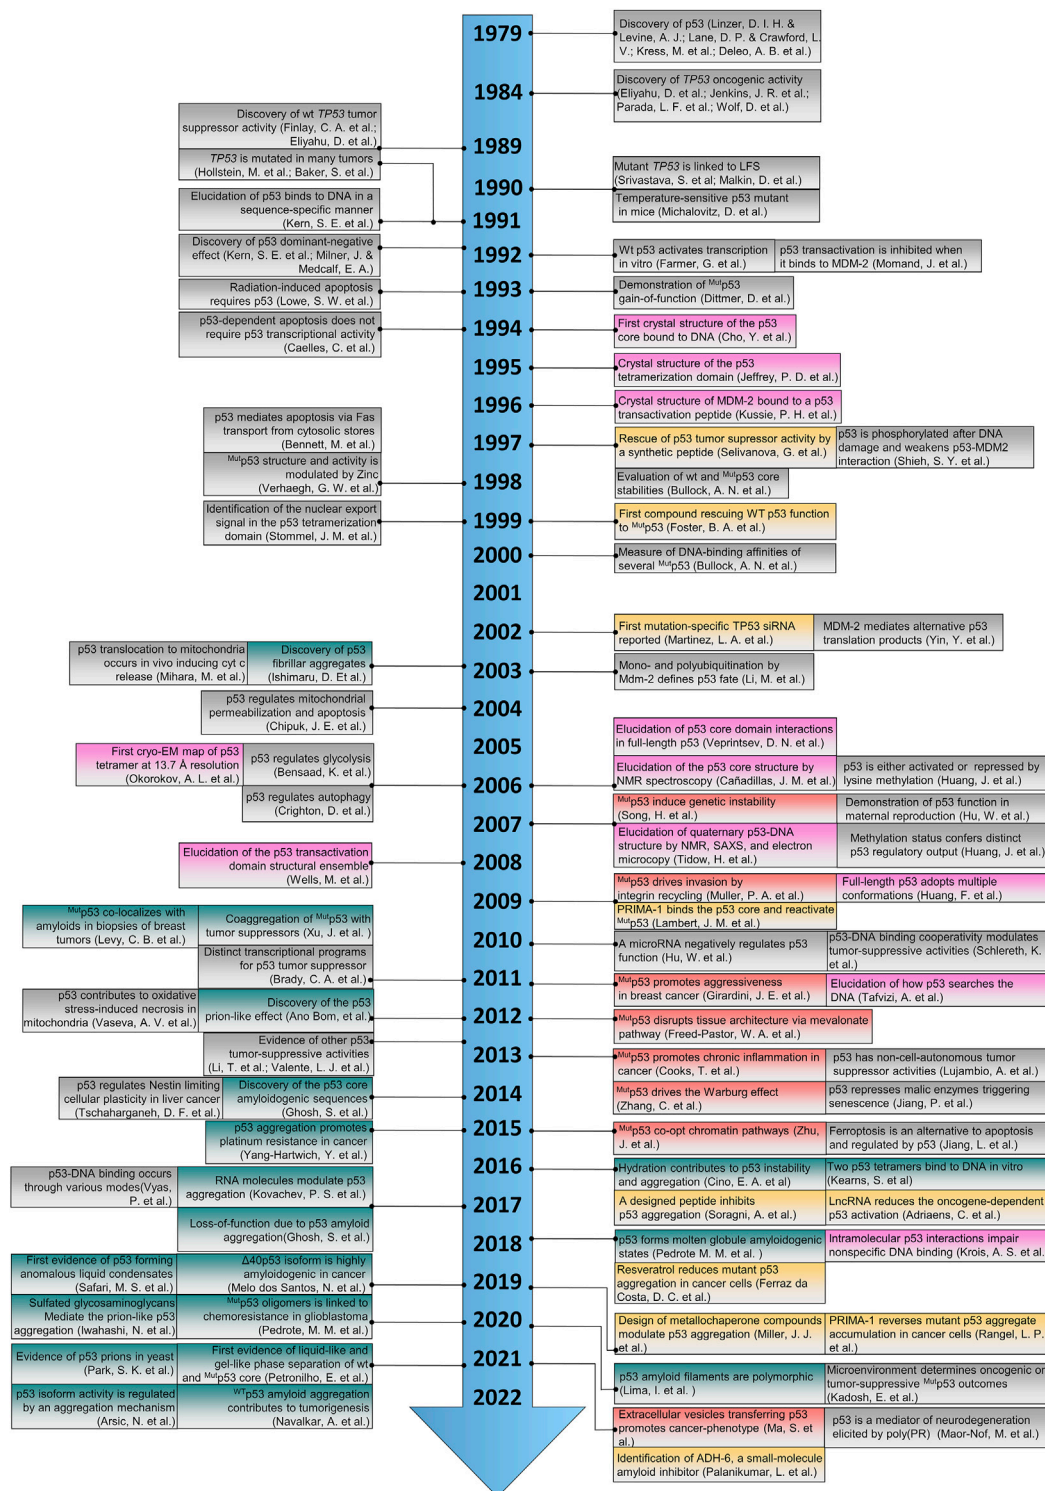 1979
Discovery of p53 (Linzer, D. I. H. &
Levine, A. J.; Lane, D. P. & Crawford, L.
V.; Kress, M. et al.; Deleo, A. B. et al.)
1984
Discovery of TP53 oncogenic activity
(Eliyahu, D. et al.; Jenkins, J. R. et al.;
Parada, L. F. et al.; Wolf, D. et al.)
Discovery of wt TP53 tumor
suppressor activity (Finlay, C. A. et al.;
Eliyahu, D. et al.)
1989
TP53 is mutated in many tumors
(Hollstein, M. et al.; Baker, S. et al.)
1990
Mutant TP53 is linked to LFS
(Srivastava, S. et al; Malkin, D. et al.)
Temperature-sensitive p53 mutant
in mice (Michalovitz, D. et al.)
Elucidation of p53 binds to DNA in a
sequence-specific manner
(Kern, S. E. et al.)
1991
Discovery of p53 dominant-negative
effect (Kern, S. E. et al.; Milner, J. &
Medcalf, E. A.)
1992
Wt p53 activates transcription
in vitro (Farmer, G. et al.)
p53 transactivation is inhibited when
it binds to MDM-2 (Momand, J. et al.)
Radiation-induced apoptosis
requires p53 (Lowe, S. W. et al.)
1993
Demonstration of Mutp53
gain-of-function (Dittmer, D. et al.)
p53-dependent apoptosis does not
require p53 transcriptional activity
(Caelles, C. et al.)
1994
First crystal structure of the p53
core bound to DNA (Cho, Y. et al.)
1995
Crystal structure of the p53
tetramerization domain (Jeffrey, P. D. et al.)
1996
Crystal structure of MDM-2 bound to a p53
transactivation peptide (Kussie, P. H. et al.)
p53 mediates apoptosis via Fas
transport from cytosolic stores
(Bennett, M. et al.)
1997
Rescue of p53 tumor supressor activity by
a synthetic peptide (Selivanova, G. et al.)
p53 is phosphorylated after DNA
damage and weakens p53-MDM2
interaction (Shieh, S. Y. et al.)
Mutp53 structure and activity is
modulated by Zinc
(Verhaegh, G. W. et al.)
1998
Evaluation of wt and Mutp53 core
stabilities (Bullock, A. N. et al.)
Identification of the nuclear export
signal in the p53 tetramerization
domain (Stommel, J. M. et al.)
1999
First compound rescuing WT p53 function
to Mutp53 (Foster, B. A. et al.)
2000
Measure of DNA-binding affinities of
several Mutp53 (Bullock, A. N. et al.)
2001
2002
First mutation-specific TP53 siRNA
reported (Martinez, L. A. et al.)
MDM-2 mediates alternative p53
translation products (Yin, Y. et al.)
p53 translocation to mitochondria
occurs in vivo inducing cyt c
release (Mihara, M. et al.)
Discovery of p53
fibrillar aggregates
(Ishimaru, D. Et al.)
2003
Mono- and polyubiquitination by
Mdm-2 defines p53 fate (Li, M. et al.)
p53 regulates mitochondrial
permeabilization and apoptosis
(Chipuk, J. E. et al.)
2004
2005
Elucidation of p53 core domain interactions
in full-length p53 (Veprintsev, D. N. et al.)
First cryo-EM map of p53
tetramer at 13.7 Å resolution
(Okorokov, A. L. et al.)
p53 regulates glycolysis
(Bensaad, K. et al.)
p53 regulates autophagy
(Crighton, D. et al.)
2006
Elucidation of the p53 core structure by
NMR spectroscopy (Cañadillas, J. M. et al.)
p53 is either activated or repressed by
lysine methylation (Huang, J. et al.)
2007
Mutp53 induce genetic instability
(Song, H. et al.)
Demonstration of p53 function in
maternal reproduction (Hu, W. et al.)
Elucidation of quaternary p53-DNA
structure by NMR, SAXS, and electron
microcopy (Tidow, H. et al.)
Methylation status confers distinct
p53 regulatory output (Huang, J. et al.)
Elucidation of the p53 transactivation
domain structural ensemble
(Wells, M. et al.)
2008
2009
Mutp53 drives invasion by
integrin recycling (Muller, P. A. et al.)
Full-length p53 adopts multiple
conformations (Huang, F. et al.)
PRIMA-1 binds the p53 core and reactivate
Mutp53 (Lambert, J. M. et al.)
Mutp53 co-localizes with
amyloids in biopsies of breast
tumors (Levy, C. B. et al.)
Coaggregation of Mutp53 with
tumor suppressors (Xu, J. et al.)
2010
A microRNA negatively regulates p53
function (Hu, W. et al.)
p53-DNA binding cooperativity modulates
tumor-suppressive activities (Schlereth, K.
et al.)
Distinct transcriptional programs
for p53 tumor suppressor
(Brady, C. A. et al.)
2011
Mutp53 promotes aggressiveness
in breast cancer (Girardini, J. E. et al.)
Elucidation of how p53 searches the
DNA (Tafvizi, A. et al.)
p53 contributes to oxidative
stress-induced necrosis in
mitochondria (Vaseva, A. V. et al.)
Discovery of the p53
prion-like effect (Ano Bom, et al.)
2012
Mutp53 disrupts tissue architecture via mevalonate
pathway (Freed-Pastor, W. A. et al.)
Evidence of other p53
tumor-suppressive activities
(Li, T. et al.; Valente, L. J. et al.)
2013
Mutp53 promotes chronic inflammation in
cancer (Cooks, T. et al.)
p53 has non-cell-autonomous tumor
suppressor activities (Lujambio, A. et al.)
p53 regulates Nestin limiting
cellular plasticity in liver cancer
(Tschaharganeh, D. F. et al.)
Discovery of the p53 core
amyloidogenic sequences
(Ghosh, S. et al.)
2014
Mutp53 drives the Warburg effect
(Zhang, C. et al.)
p53 represses malic enzymes triggering
senescence (Jiang, P. et al.)
p53 aggregation promotes
platinum resistance in cancer
(Yang-Hartwich, Y. et al.)
2015
Mutp53 co-opt chromatin pathways (Zhu,
J. et al.)
Ferroptosis is an alternative to apoptosis
and regulated by p53 (Jiang, L. et al.)
2016
Hydration contributes to p53 instability
and aggregation (Cino, E. A. et al)
Two p53 tetramers bind to DNA in vitro
(Kearns, S. et al)
p53-DNA binding occurs
through various modes(Vyas,
P. et al.)
RNA molecules modulate p53
aggregation (Kovachev, P. S. et al.)
Loss-of-function due to p53 amyloid
aggregation(Ghosh, S. et al.)
2017
A designed peptide inhibits
p53 aggregation (Soragni, A. et al.)
LncRNA reduces the oncogene-dependent
p53 activation (Adriaens, C. et al.)
2018
p53 forms molten globule amyloidogenic
states (Pedrote M. M. et al.)
Intramolecular p53 interactions impair
nonspecific DNA binding (Krois, A. S. et al.)
Resveratrol reduces mutant p53
aggregation in cancer cells (Ferraz da
Costa, D. C. et al.)
First evidence of p53 forming
anomalous liquid condensates
(Safari, M. S. et al.)
Δ40p53 isoform is highly
amyloidogenic in cancer
(Melo dos Santos, N. et al.)
2019
Design of metallochaperone compounds
modulate p53 aggregation (Miller, J. J.
et al.)
PRIMA-1 reverses mutant p53 aggregate
accumulation in cancer cells (Rangel, L. P.
et al.)
Sulfated glycosaminoglycans
Mediate the prion-like p53
aggregation (Iwahashi, N. et al.)
Mutp53 oligomers is linked to
chemoresistance in glioblastoma
(Pedrote, M. M. et al.)
2020
p53 amyloid filaments are polymorphic
(Lima, I. et al. )
Microenvironment determines oncogenic or
tumor-suppressive Mutp53 outcomes
(Kadosh, E. et al.)
Evidence of p53 prions in yeast
(Park, S. K. et al.)
First evidence of liquid-like and
gel-like phase separation of wt
and Mutp53 core (Petronilho, E. et al.)
2021
Extracellular vesicles transferring p53
promotes cancer-phenotype (Ma, S. et
al.)
p53 is a mediator of neurodegeneration
elicited by poly(PR) (Maor-Nof, M. et al.)
Identification of ADH-6, a small-molecule
amyloid inhibitor (Palanikumar, L. et al.)
p53 isoform activity is regulated
by an aggregation mechanism
(Arsic, N. et al.)
WTp53 amyloid aggregation
contributes to tumorigenesis
(Navalkar, A. et al.)
2022